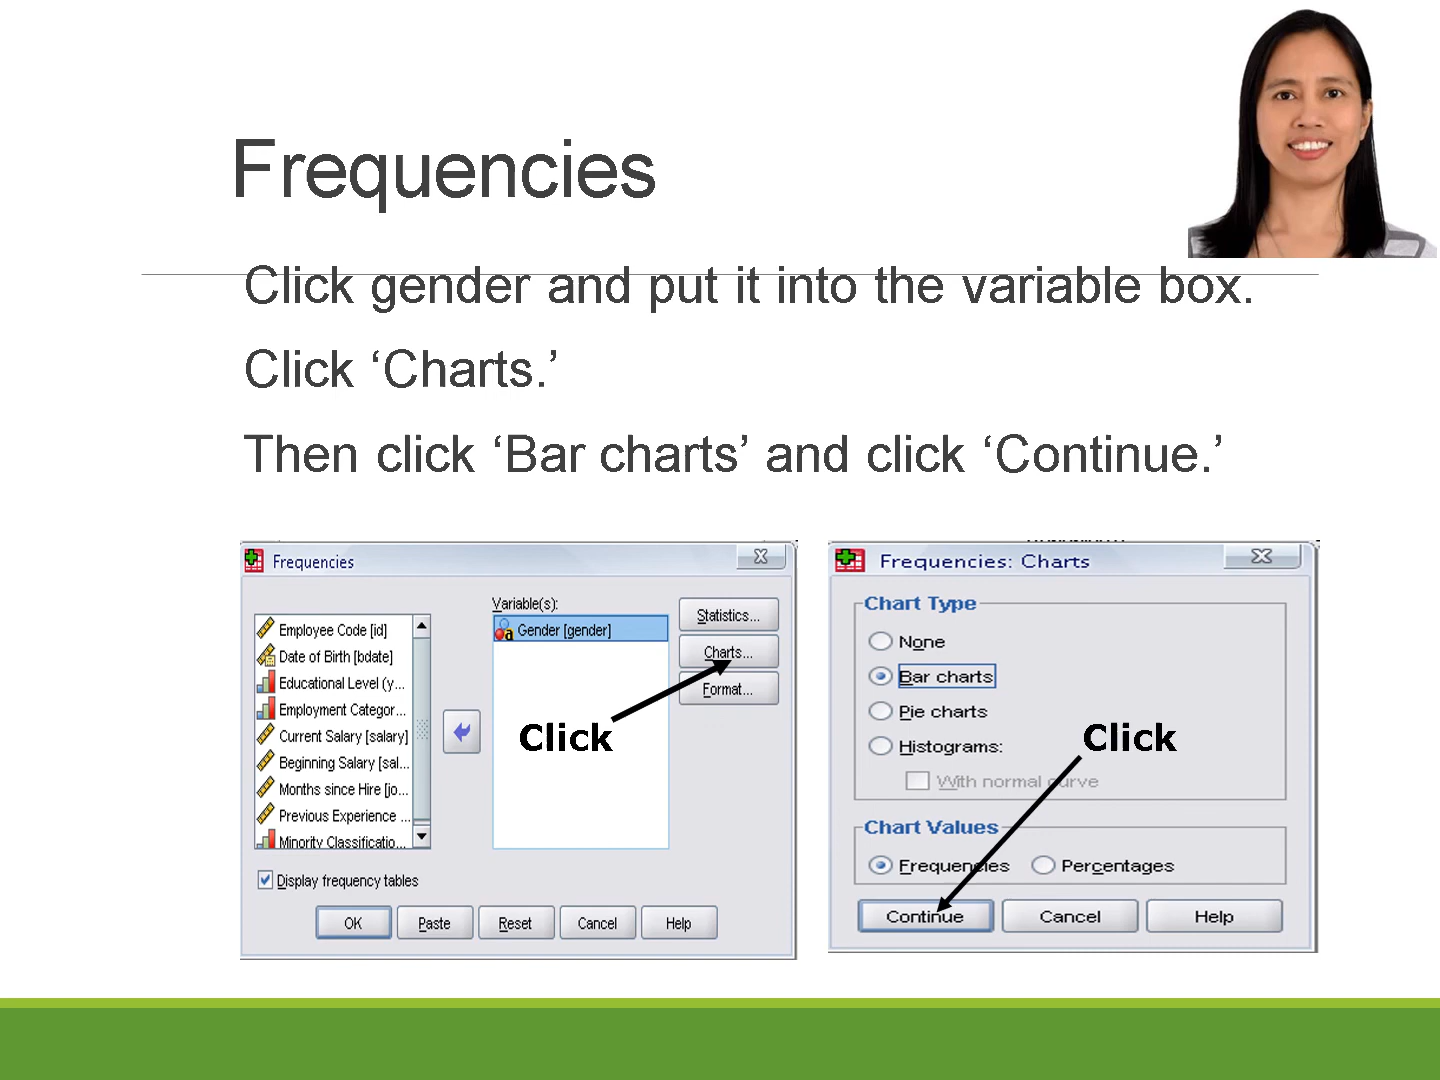 Frequencies
Click gender and put it into the variable box.
Click ‘Charts.’
Then click ‘Bar charts’ and click ‘Continue.’
Frequencies
Variable(s):
Employee Code [id]
Date of Birth [bdate]
Educational Level (y...
Employment Categor...
Current Salary [salary]
Beginning Salary [sal...
Months since Hire [jo...
Previous Experience ...
Minority Classificatio...
Gender [gender]
Statistics...
Charts...
Format...
Click
Display frequency tables
OK Paste Reset Cancel Help
Frequencies: Charts
Chart Type
None
Bar charts
Pie charts
Histograms:
With normal curve
Click
Chart Values
Frequencies Percentages
Continue Cancel Help